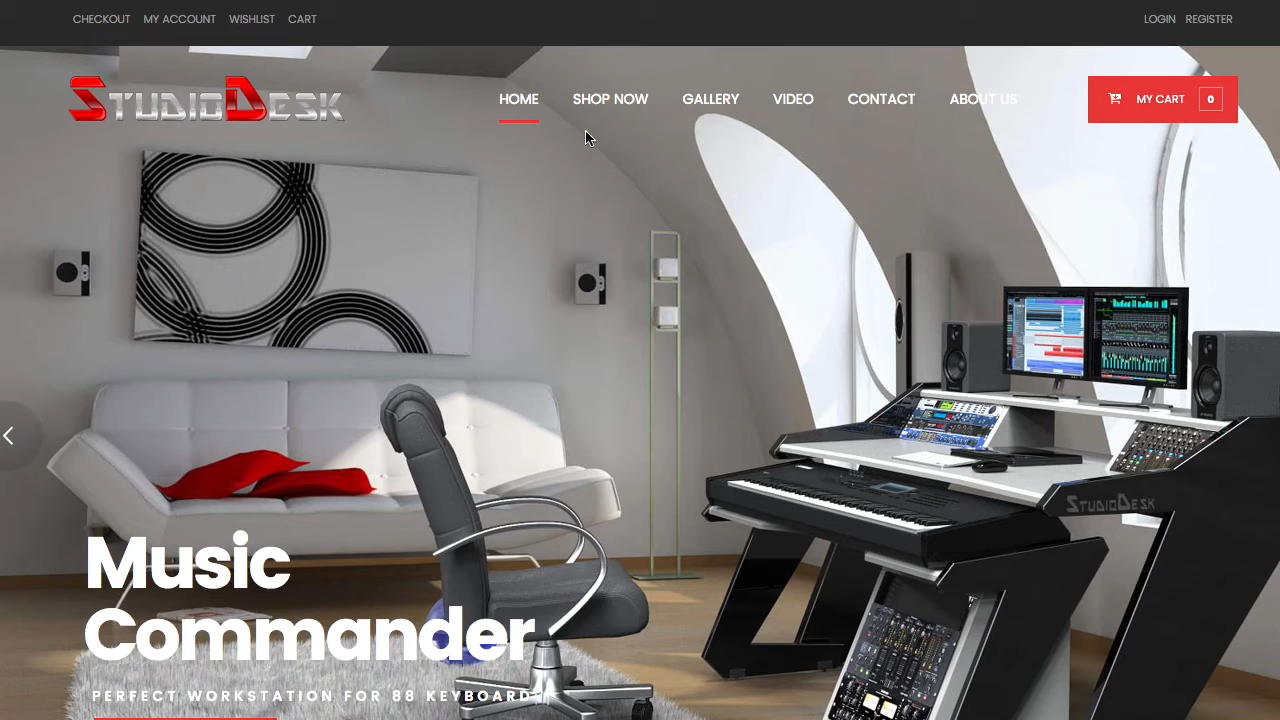 CHECKOUT MY ACCOUNT WISHLIST CART LOGIN REGISTER
STUDIODESK HOME SHOP NOW GALLERY VIDEO CONTACT ABOUT US MY CART 0
STUDIODESK
Music
Commander
PERFECT WORKSTATION FOR 88 KEYBOARD